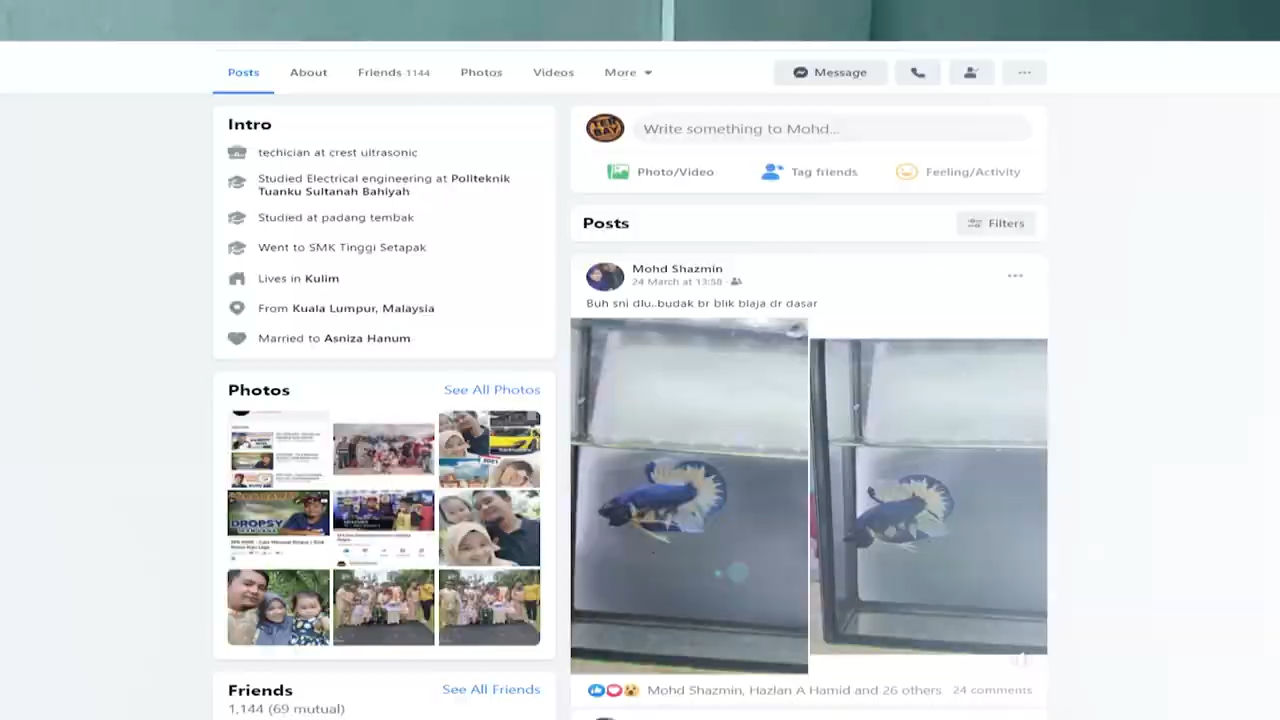 Posts
About
Friends 1144
Photos
Videos
More
Message
Intro
techician at crest ultrasonic
Studied Electrical engineering at Politeknik
Tuanku Sultanah Bahiyah
Studied at padang tembak
Went to SMK Tinggi Setapak
Lives in Kulim
From Kuala Lumpur, Malaysia
Married to Asniza Hanum
Photos
See All Photos
DROPSY
2021
Friends
See All Friends
1,144 (69 mutual)
TER
BAY
Write something to Mohd...
Photo/Video
Tag friends
Feeling/Activity
Posts
Filters
Mohd Shazmin
24 March at 13:58
Buh sni dlu..budak br blik blaja dr dasar
Mohd Shazmin, Hazlan A Hamid and 26 others
24 comments